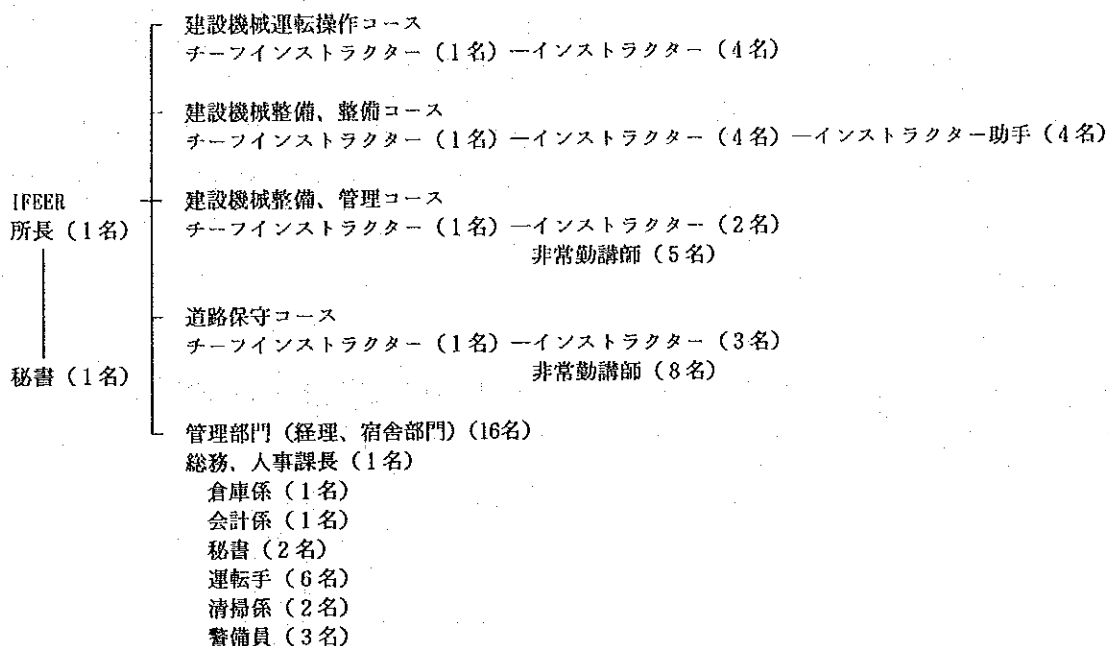 建設機械運転操作コース
チーフインストラクター(1名)―インストラクター(4名)
建設機械整備、整備コース
チーフインストラクター(1名)―インストラクター(4名)―インストラクター助手(4名)
IFEER
建設機械整備、管理コース
所長(1名)
チーフインストラクター(1名)―インストラクター(2名)
非常勤講師(5名)
道路保守コース
チーフインストラクター(1名)―インストラクター(3名)
秘書(1名)
非常勤講師(8名)
管理部門(経理、宿舎部門)(16名)
総務、人事課長(1名)
倉庫係(1名)
会計係(1名)
秘書(2名)
運転手(6名)
清掃係(2名)
警備員(3名)